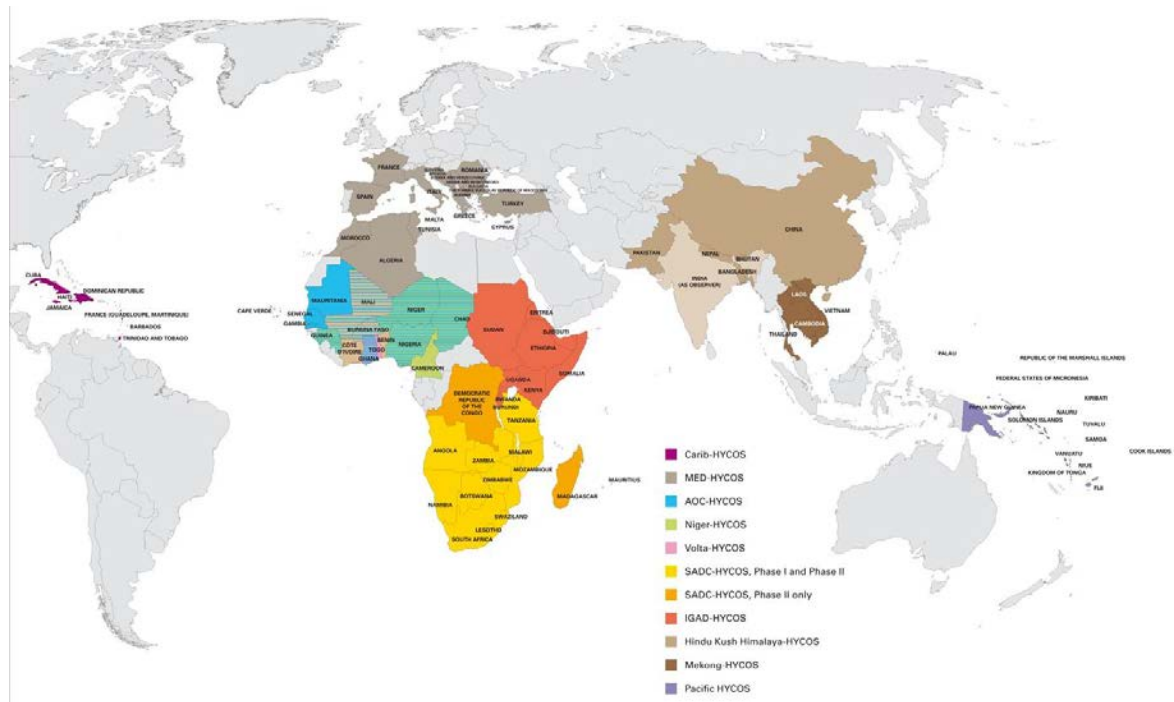 FRANCE
ROMANIA
SPAIN
ITALY
TURKEY
MALTA
GREECE
TUNISIA
CYPRUS
MOROCCO
ALGERIA
CHINA
PAKISTAN
NEPAL
BHUTAN
BANGLADESH
INDIA
(AS OBSERVER)
CUBA
DOMINICAN REPUBLIC
HAITI
JAMAICA
FRANCE (GUADELOUPE, MARTINIQUE)
BARBADOS
TRINIDAD AND TOBAGO
CAPE VERDE
MAURITANIA
MALI
NIGER
CHAD
SENEGAL
GAMBIA
GUINEA
BURKINA FASO
BENIN
NIGERIA
COTE
D'IVOIRE
TOGO
GHANA
CAMEROON
SUDAN
ERITREA
DJIBOUTI
ETHIOPIA
SOMALIA
UGANDA
KENYA
RWANDA
BURUNDI
DEMOCRATIC
REPUBLIC
OF THE
CONGO
TANZANIA
ANGOLA
ZAMBIA
MALAWI
MOZAMBIQUE
ZIMBABWE
MADAGASCAR
MAURITIUS
NAMIBIA
BOTSWANA
SWAZILAND
LESOTHO
SOUTH AFRICA
LAOS
VIETNAM
THAILAND
CAMBODIA
PALAU
REPUBLIC OF THE MARSHALL ISLANDS
FEDERAL STATES OF MICRONESIA
KIRIBATI
PAPUA NEW GUINEA
NAURU
SOLOMON ISLANDS
TUVALU
SAMOA
COOK ISLANDS
VANUATU
NIUE
KINGDOM OF TONGA
FIJI
Carib-HYCOS
MED-HYCOS
AOC-HYCOS
Niger-HYCOS
Volta-HYCOS
SADC-HYCOS, Phase I and Phase II
SADC-HYCOS, Phase II only
IGAD-HYCOS
Hindu Kush Himalaya-HYCOS
Mekong-HYCOS
Pacific HYCOS